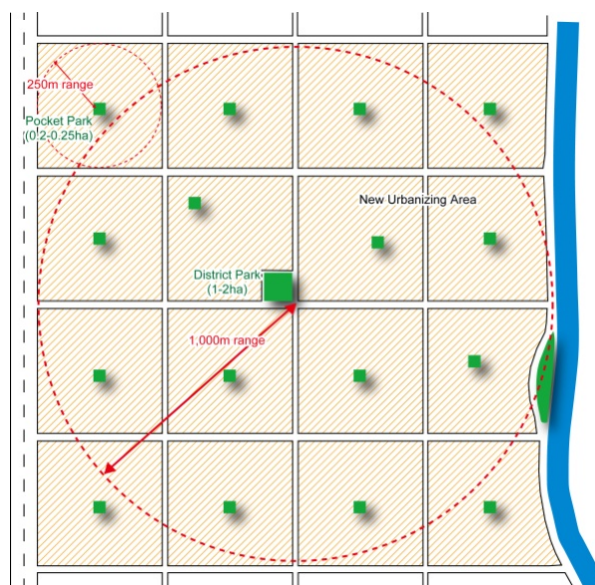 250m range
Pocket Park
(0.2-0.25ha)
New Urbanizing Area
District Park
(1-2ha)
1,000m range